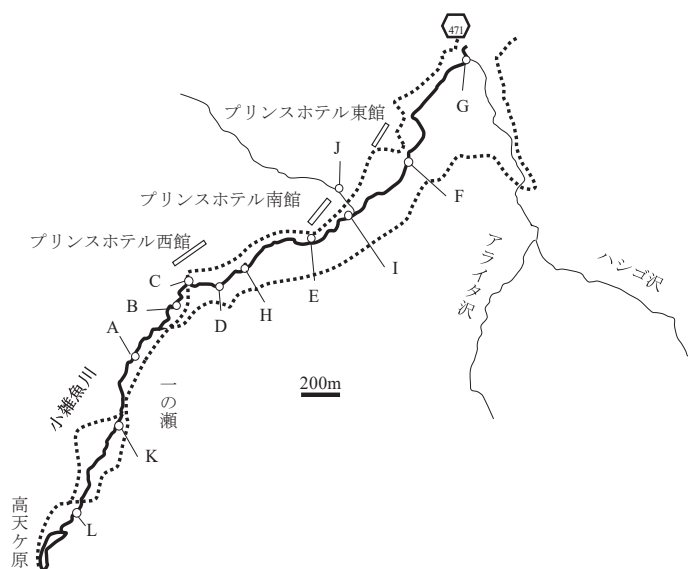 471
G
プリンスホテル東館
J
プリンスホテル南館
F
プリンスホテル西館
I
アライタ沢
ハシゴ沢
C
E
B
H
D
A
200m
小雑魚川
一の瀬
K
高天ケ原
L